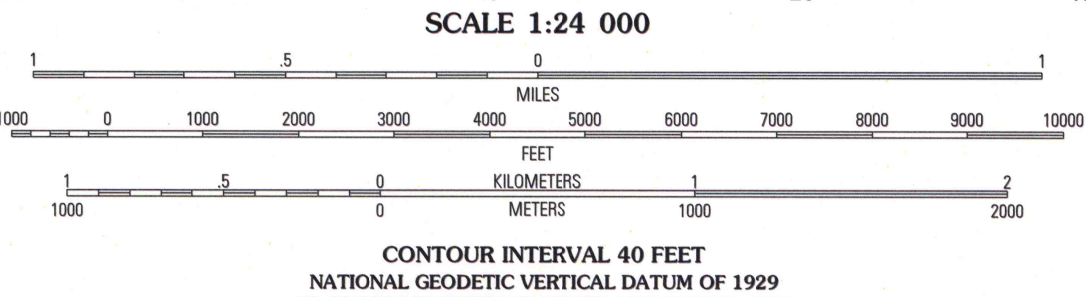 SCALE 1:24 000
1 .5 0 1
MILES
1000 0 1000 2000 3000 4000 5000 6000 7000 8000 9000 10000
FEET
1 .5 0 KILOMETERS 1 2
1000 0 METERS 1000 2000
CONTOUR INTERVAL 40 FEET
NATIONAL GEODETIC VERTICAL DATUM OF 1929